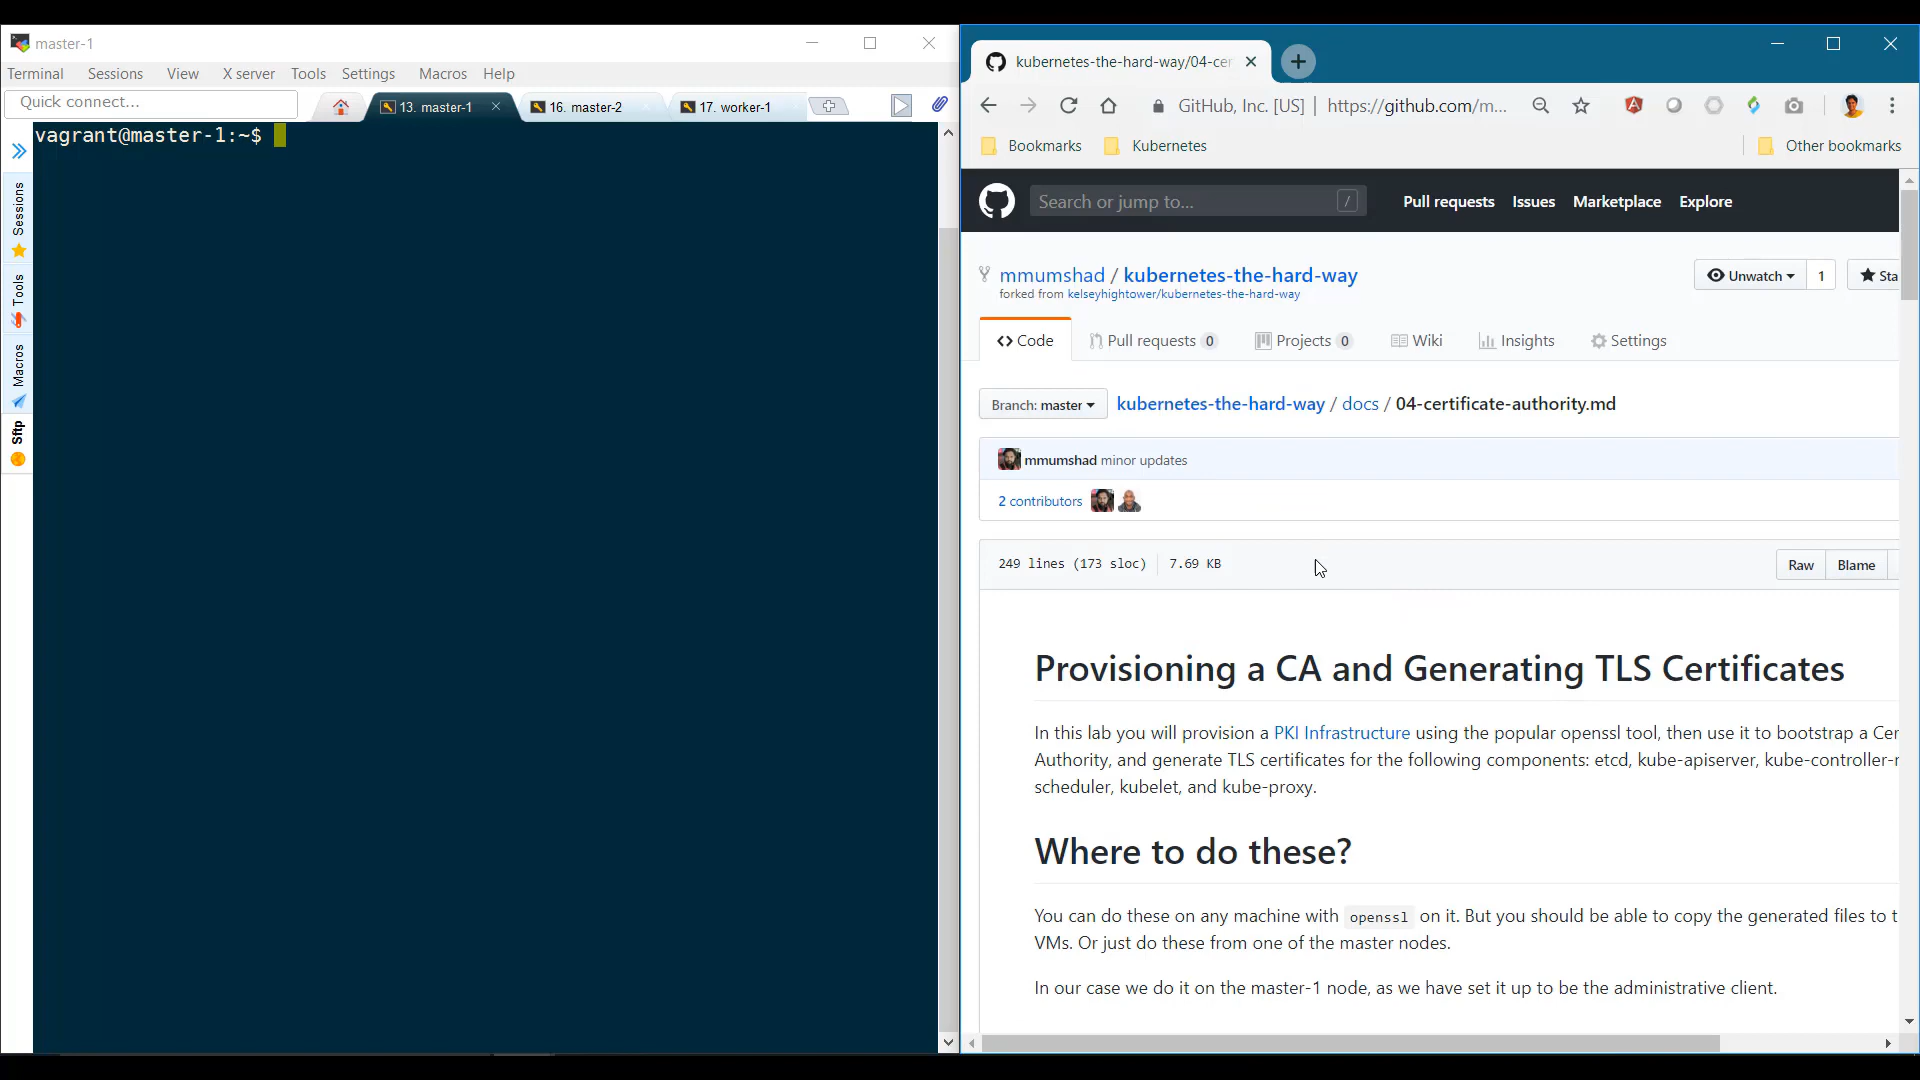 master-1
Terminal Sessions View X server Tools Settings Macros Help
Quick connect...
13. master-1
16. master-2
17. worker-1
vagrant@master-1:~$
Sessions
Tools
Macros
Sftp
kubernetes-the-hard-way/04-cer
GitHub, Inc. [US] | https://github.com/m...
Bookmarks
Kubernetes
Other bookmarks
Search or jump to... /
Pull requests Issues Marketplace Explore
mmumshad / kubernetes-the-hard-way
forked from kelseyhightower/kubernetes-the-hard-way
Unwatch 1
Sta
Code
Pull requests 0
Projects 0
Wiki
Insights
Settings
Branch: master
kubernetes-the-hard-way / docs / 04-certificate-authority.md
mmumshad minor updates
2 contributors
249 lines (173 sloc) 7.69 KB
Raw Blame
Provisioning a CA and Generating TLS Certificates
In this lab you will provision a PKI Infrastructure using the popular openssl tool, then use it to bootstrap a Cer
Authority, and generate TLS certificates for the following components: etcd, kube-apiserver, kube-controller-r
scheduler, kubelet, and kube-proxy.
Where to do these?
You can do these on any machine with openssl on it. But you should be able to copy the generated files to t
VMs. Or just do these from one of the master nodes.
In our case we do it on the master-1 node, as we have set it up to be the administrative client.